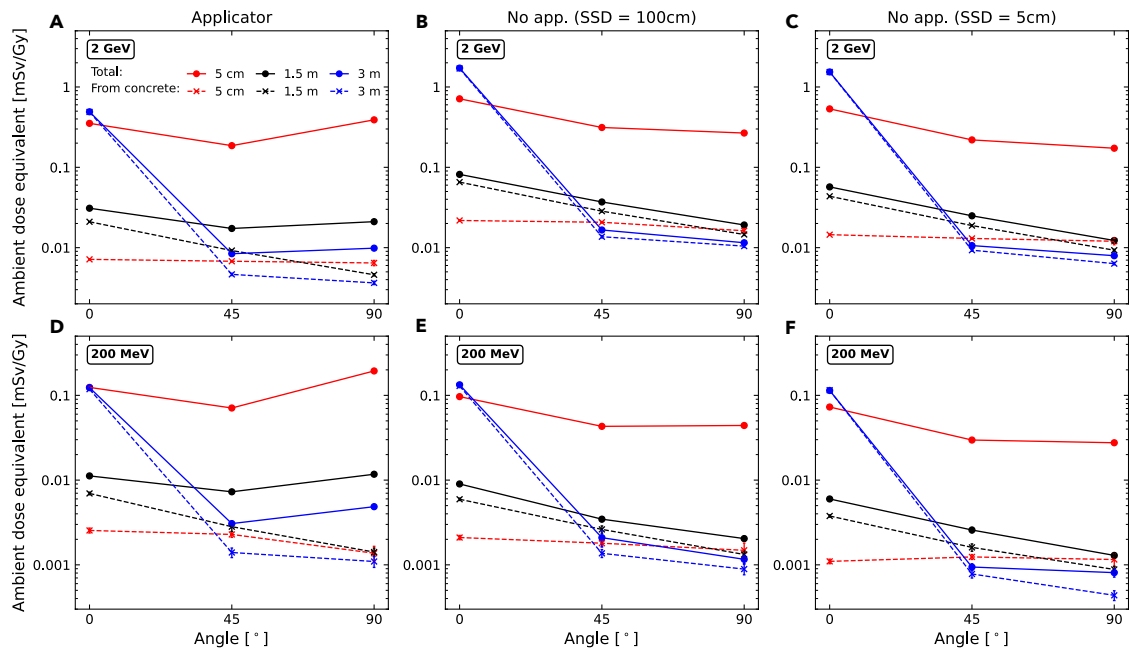 A Applicator
B No app. (SSD = 100cm)
C No app. (SSD = 5cm)
Ambient dose equivalent [mSv/Gy]
2 GeV
Total: 5 cm 1.5 m 3 m
From concrete: 5 cm 1.5 m 3 m
1
0.1
0.01
0 45 90
2 GeV
1
0.1
0.01
0 45 90
2 GeV
1
0.1
0.01
0 45 90
D
E
F
Ambient dose equivalent [mSv/Gy]
200 MeV
0.1
0.01
0.001
0 45 90
Angle [°]
200 MeV
0.1
0.01
0.001
0 45 90
Angle [°]
200 MeV
0.1
0.01
0.001
0 45 90
Angle [°]